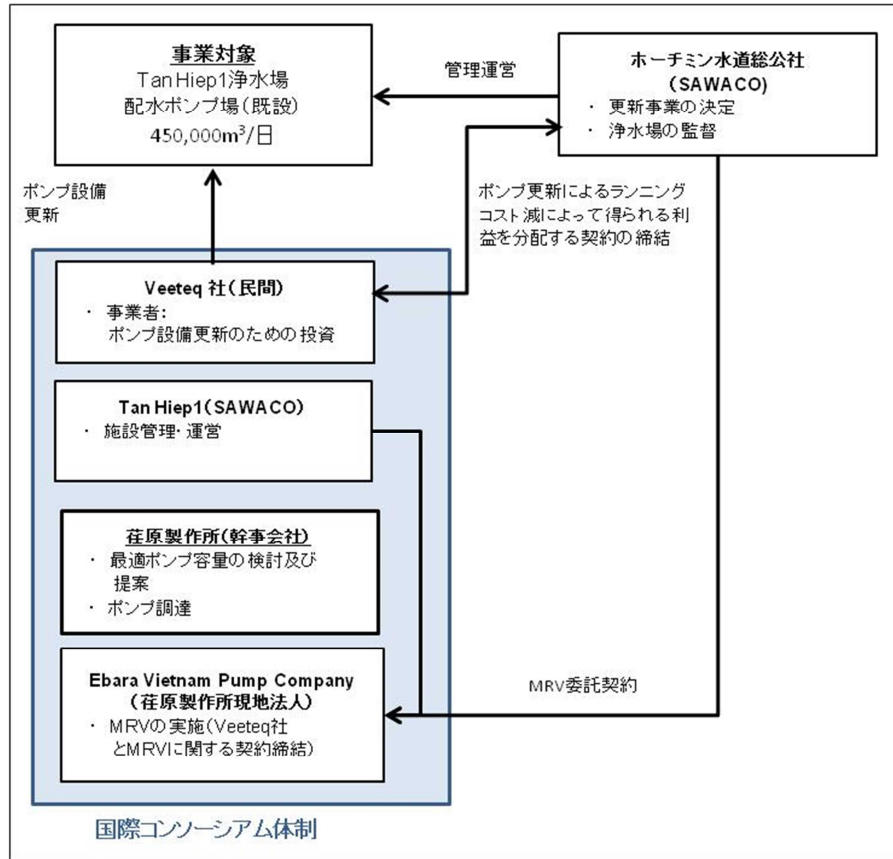 事業対象
Tan Hiep1浄水場
配水ポンプ場(既設)
450,000m³/日
管理運営
ホーチミン水道総公社
(SAWACO)
・ 更新事業の決定
・ 浄水場の監督
ポンプ設備
更新
ポンプ更新によるランニング
コスト減によって得られる利
益を分配する契約の締結
Veeteq 社(民間)
・ 事業者:
ポンプ設備更新のための投資
Tan Hiep1(SAWACO)
・ 施設管理・運営
荏原製作所(幹事会社)
・ 最適ポンプ容量の検討及び
提案
・ ポンプ調達
Ebara Vietnam Pump Company
(荏原製作所現地法人)
・ MRVの実施(Veeteq社
とMRVに関する契約締結)
MRV委託契約
国際コンソーシアム体制